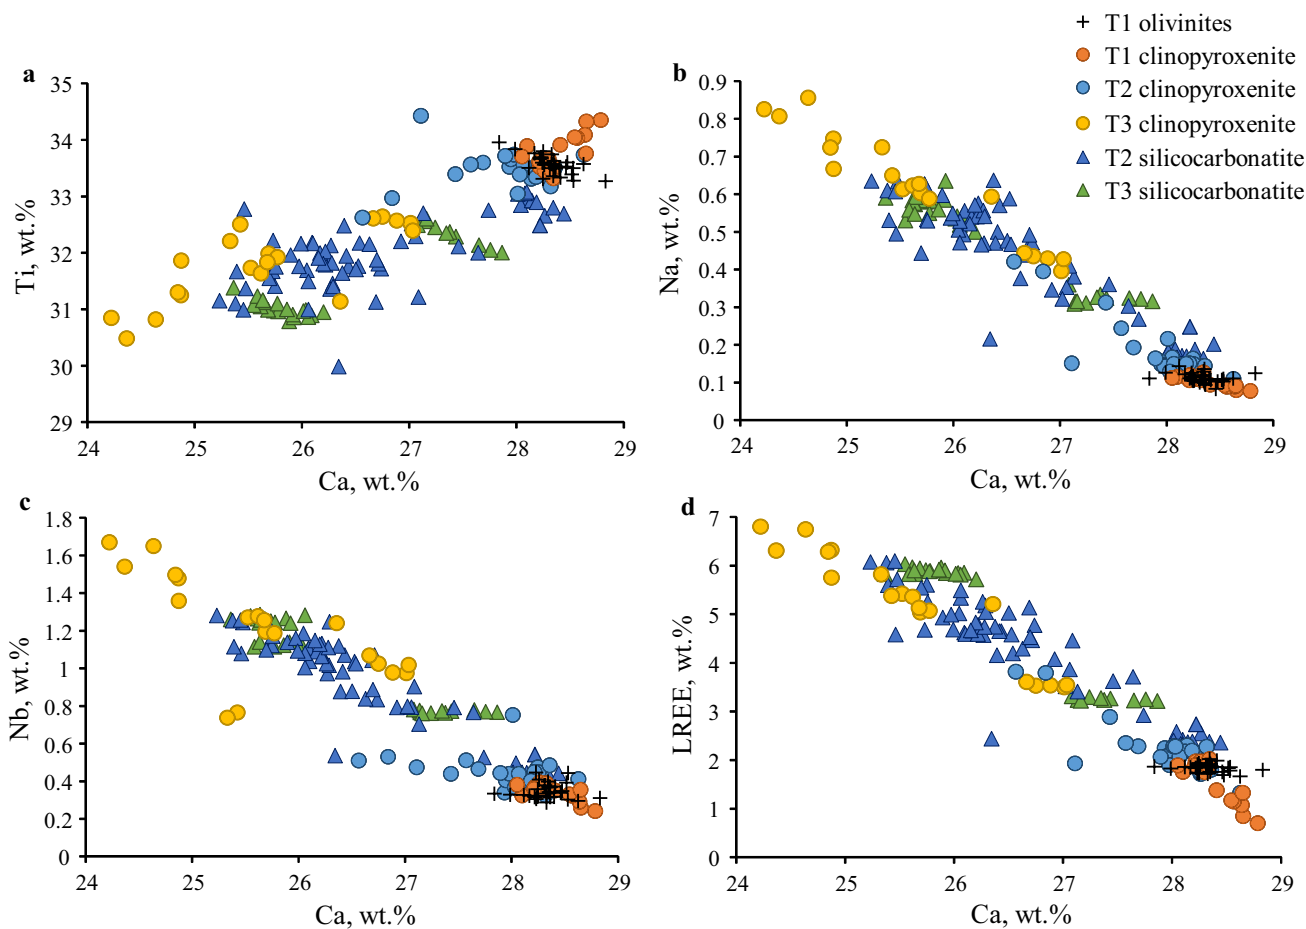 T1 olivinites
T1 clinopyroxenite
T2 clinopyroxenite
T3 clinopyroxenite
T2 silicocarbonatite
T3 silicocarbonatite
a
Ti, wt.%
35
34
33
32
31
30
29
24 25 26 27 28 29
Ca, wt.%
b
Na, wt.%
0.9
0.8
0.7
0.6
0.5
0.4
0.3
0.2
0.1
0
24 25 26 27 28 29
Ca, wt.%
c
Nb, wt.%
1.8
1.6
1.4
1.2
1
0.8
0.6
0.4
0.2
0
24 25 26 27 28 29
Ca, wt.%
d
LREE, wt.%
7
6
5
4
3
2
1
0
24 25 26 27 28 29
Ca, wt.%